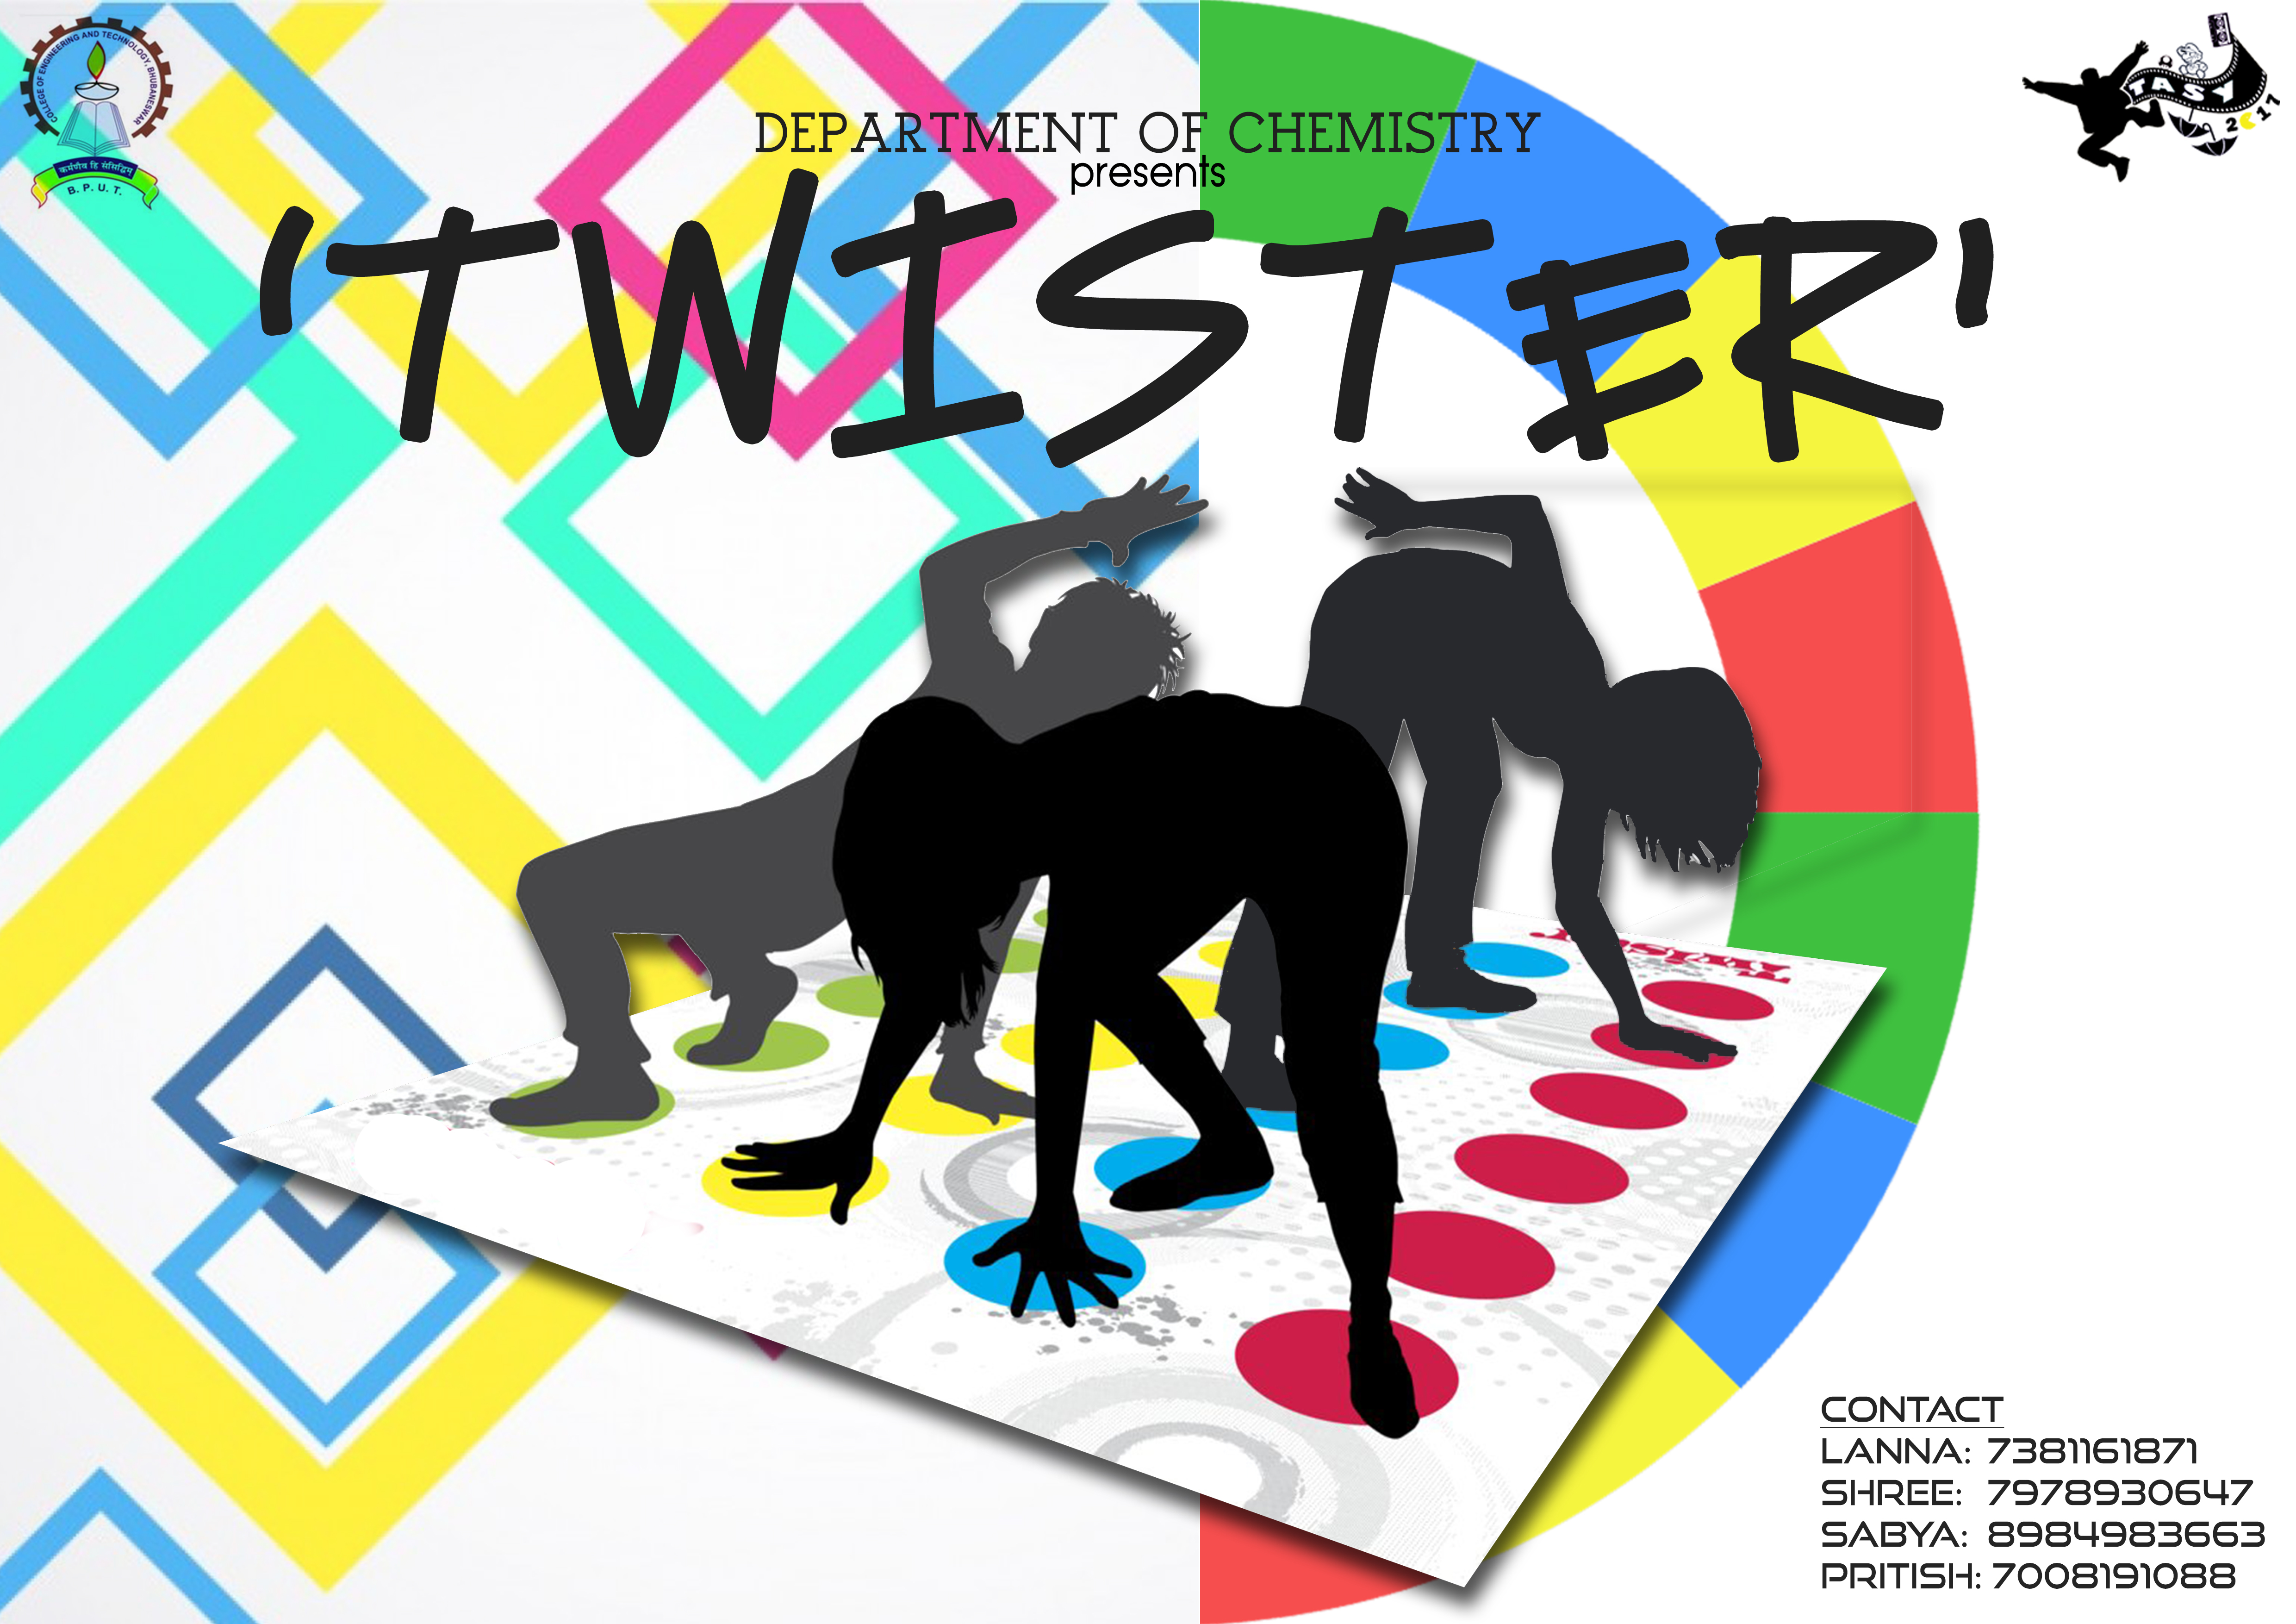 COLLEGE OF ENGINEERING AND TECHNOLOGY, BHUBANESWAR
कर्मणैव हि संसिद्धिम्
B. P. U. T.
TASY
2017
DEPARTMENT OF CHEMISTRY
presents
'TWISTER'
Twister
CONTACT
LANNA: 7381161871
SHREE: 7978930647
SABYA: 8984983663
PRITISH: 7008191088